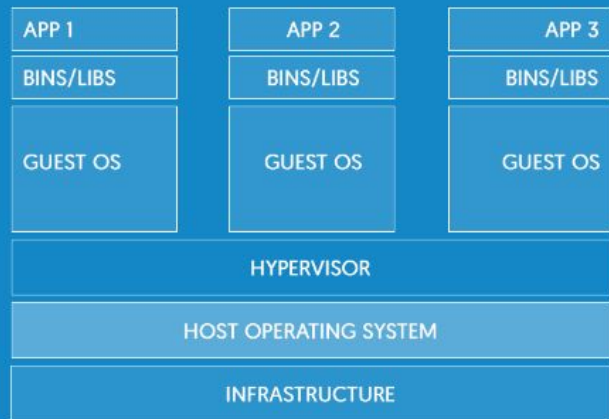 APP 1
APP 2
APP 3
BINS/LIBS
BINS/LIBS
BINS/LIBS
GUEST OS
GUEST OS
GUEST OS
HYPERVISOR
HOST OPERATING SYSTEM
INFRASTRUCTURE